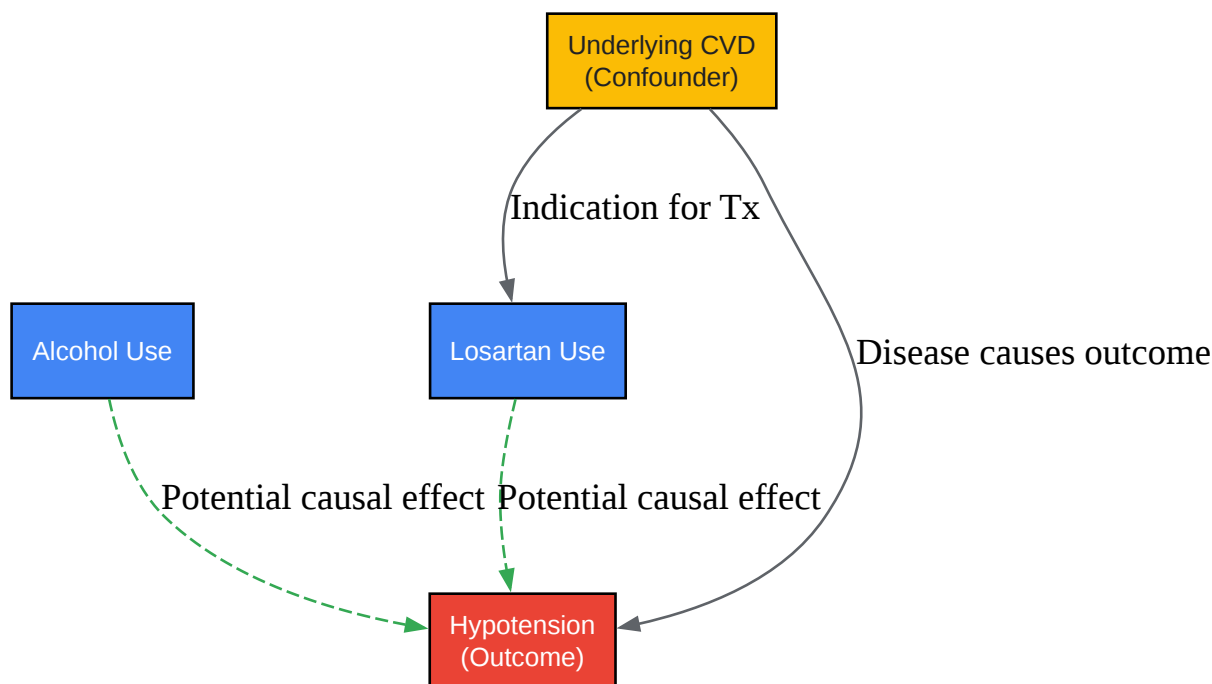 Underlying CVD
(Confounder)
Indication for Tx
Alcohol Use
Losartan Use
Disease causes outcome
Potential causal effect
Potential causal effect
Hypotension
(Outcome)